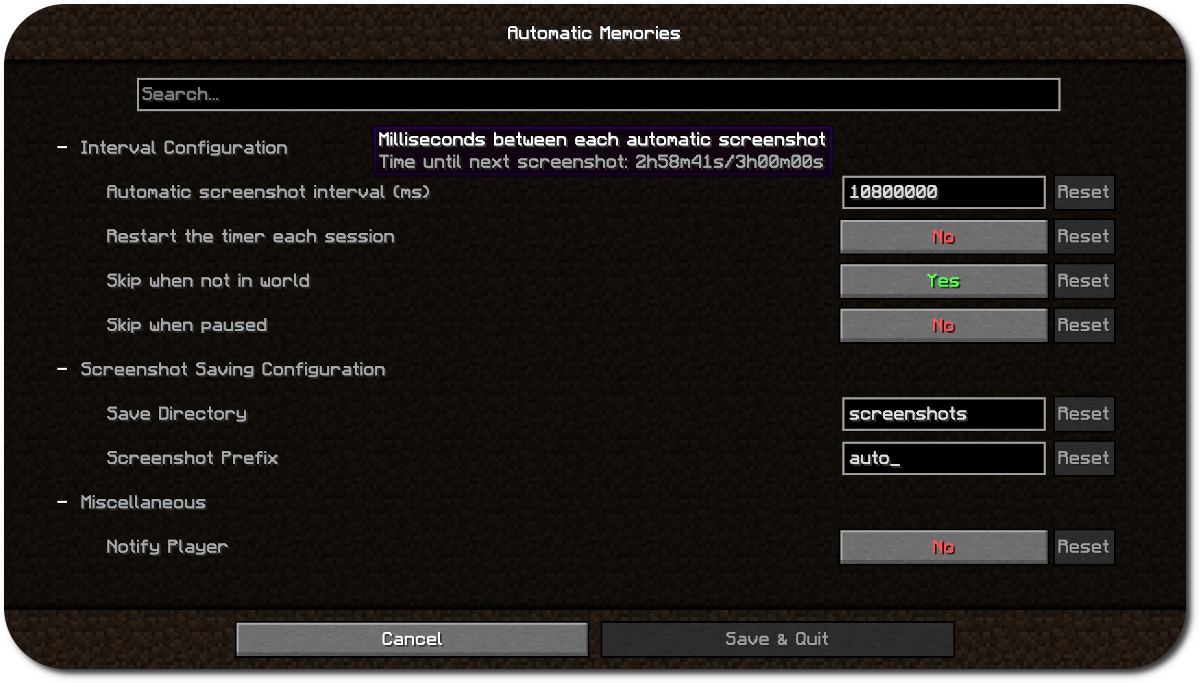 Automatic Memories
Search...
Milliseconds between each automatic screenshot
Time until next screenshot: 2h58m41s/3h00m00s
- Interval Configuration
Automatic screenshot interval (ms) 10800000 Reset
Restart the timer each session No Reset
Skip when not in world Yes Reset
Skip when paused No Reset
- Screenshot Saving Configuration
Save Directory screenshots Reset
Screenshot Prefix auto_ Reset
- Miscellaneous
Notify Player No Reset
Cancel Save & Quit